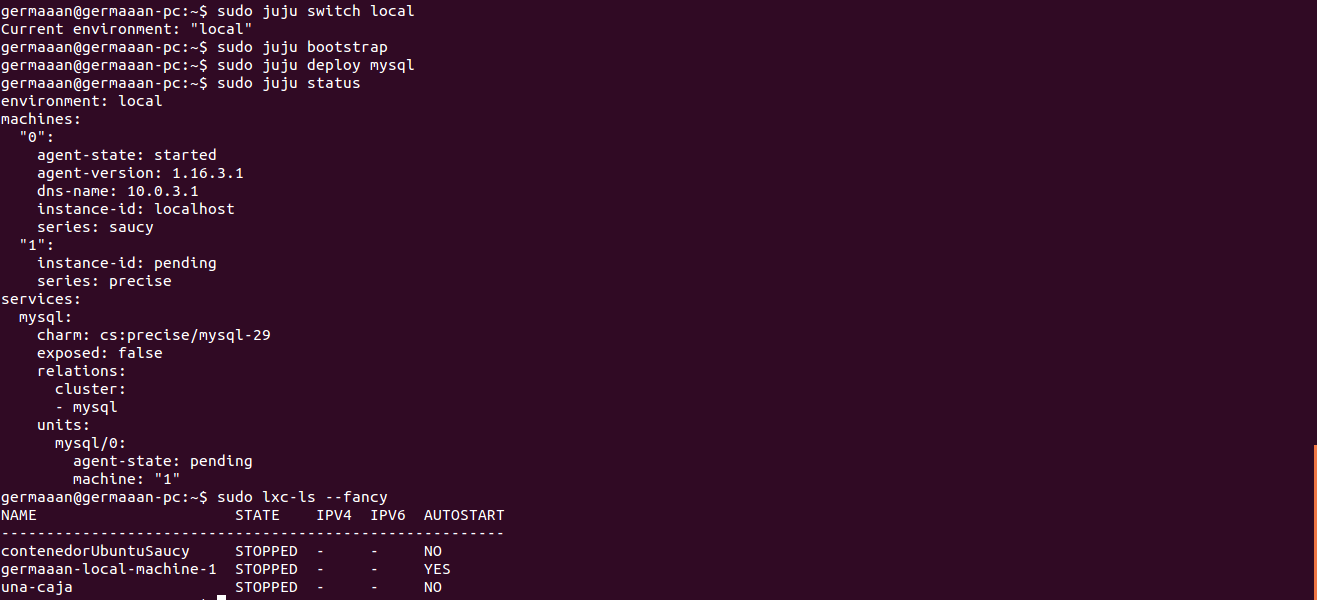 germaaan@germaaan-pc:~$ sudo juju switch local
Current environment: "local"
germaaan@germaaan-pc:~$ sudo juju bootstrap
germaaan@germaaan-pc:~$ sudo juju deploy mysql
germaaan@germaaan-pc:~$ sudo juju status
environment: local
machines:
  "0":
    agent-state: started
    agent-version: 1.16.3.1
    dns-name: 10.0.3.1
    instance-id: localhost
    series: saucy
  "1":
    instance-id: pending
    series: precise
services:
  mysql:
    charm: cs:precise/mysql-29
    exposed: false
    relations:
      cluster:
      - mysql
    units:
      mysql/0:
        agent-state: pending
        machine: "1"
germaaan@germaaan-pc:~$ sudo lxc-ls --fancy
NAME                      STATE    IPV4  IPV6  AUTOSTART
--------------------------------------------------------
contenedorUbuntuSaucy     STOPPED  -     -     NO
germaaan-local-machine-1  STOPPED  -     -     YES
una-caja                  STOPPED  -     -     NO